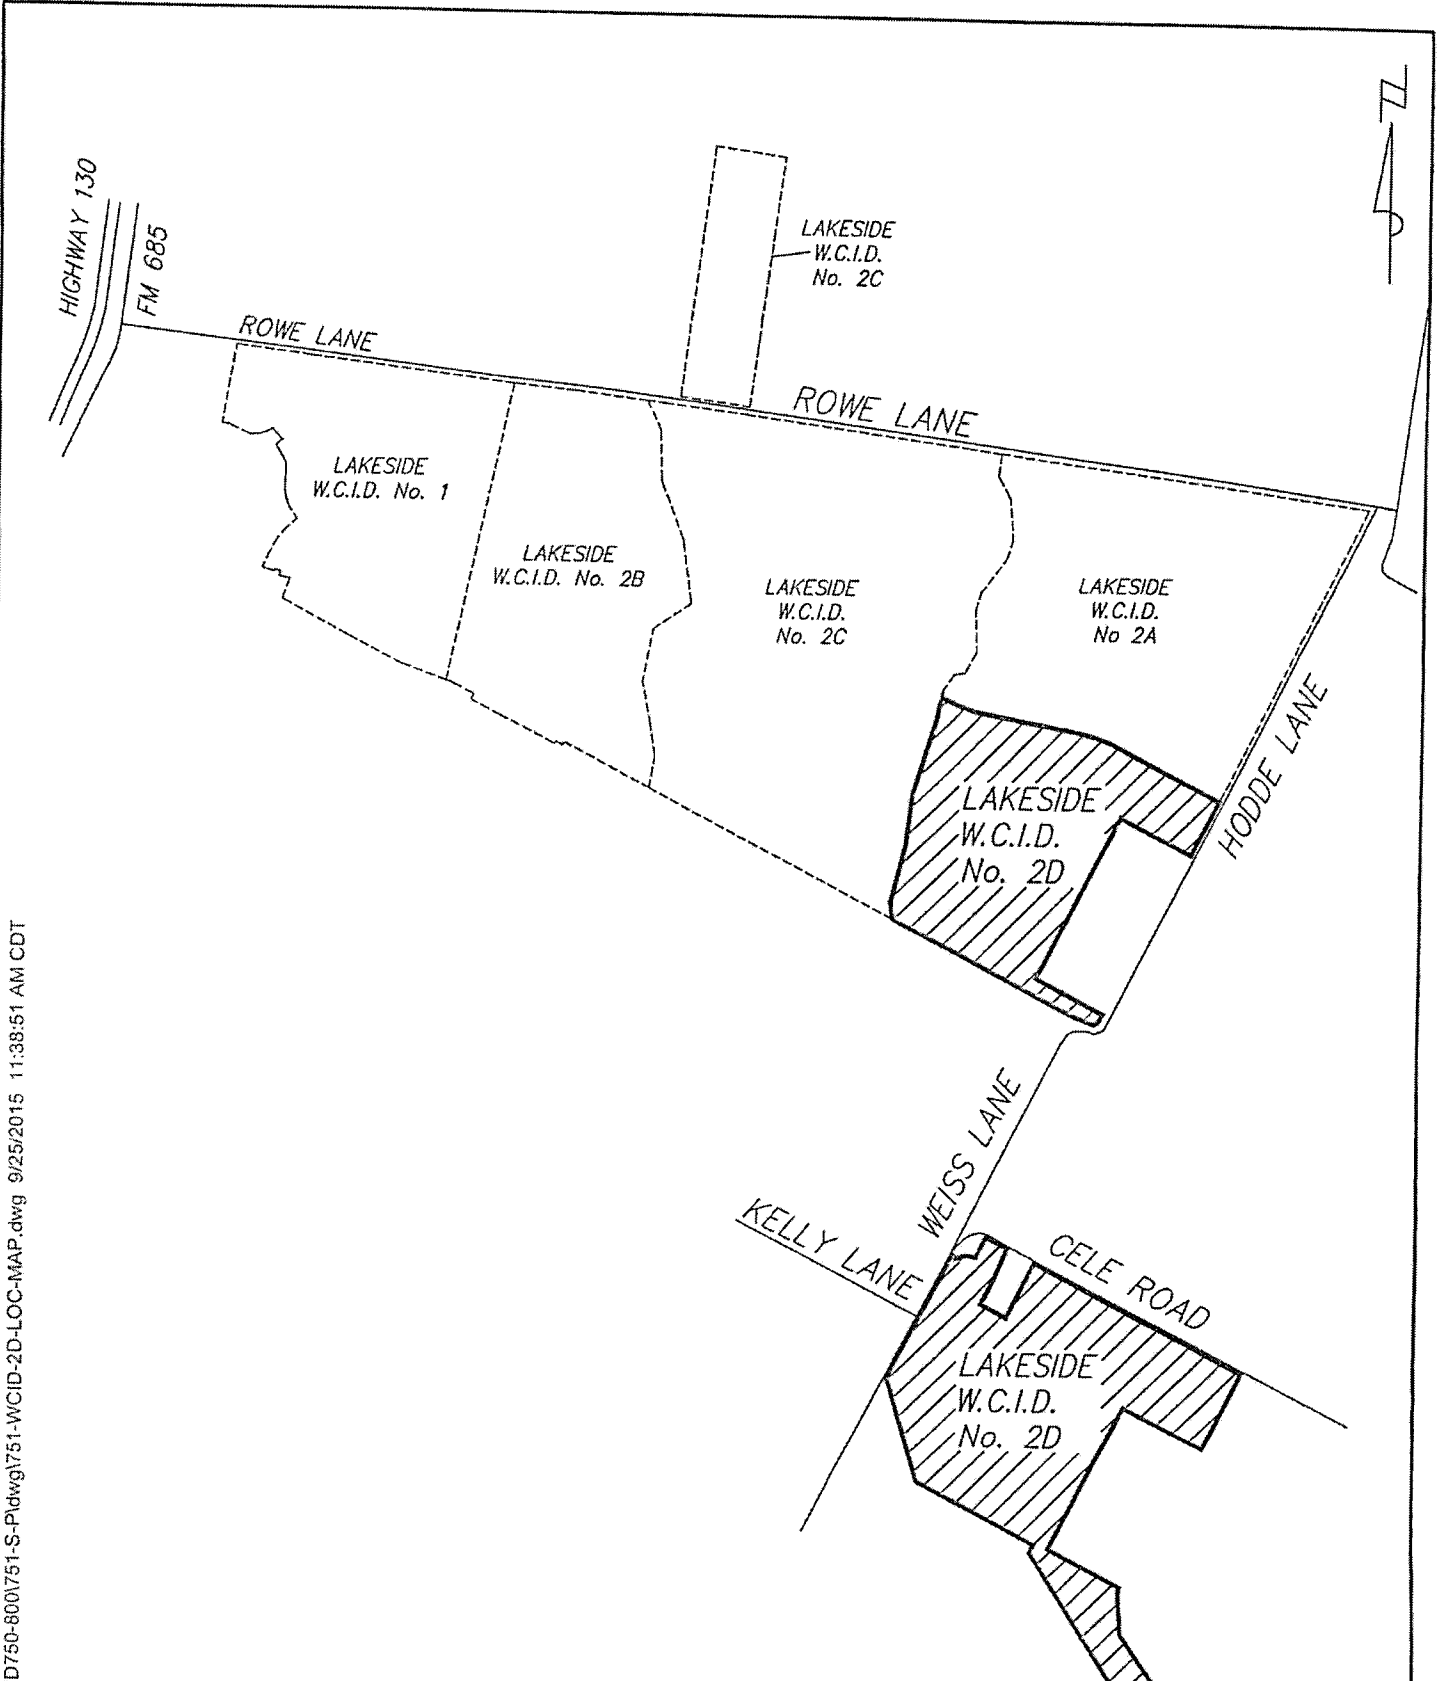 HIGHWAY 130
FM 685
ROWE LANE
LAKESIDE
W.C.I.D.
No. 2C
ROWE LANE
LAKESIDE
W.C.I.D. No. 1
LAKESIDE
W.C.I.D. No. 2B
LAKESIDE
W.C.I.D.
No. 2C
LAKESIDE
W.C.I.D.
No 2A
HODDE LANE
LAKESIDE
W.C.I.D.
No. 2D
WEISS LANE
KELLY LANE
CELE ROAD
LAKESIDE
W.C.I.D.
No. 2D
N
D750-800\751-S-P\dwg\751-WCID-2D-LOC-MAP.dwg 9/25/2015 11:38:51 AM CDT